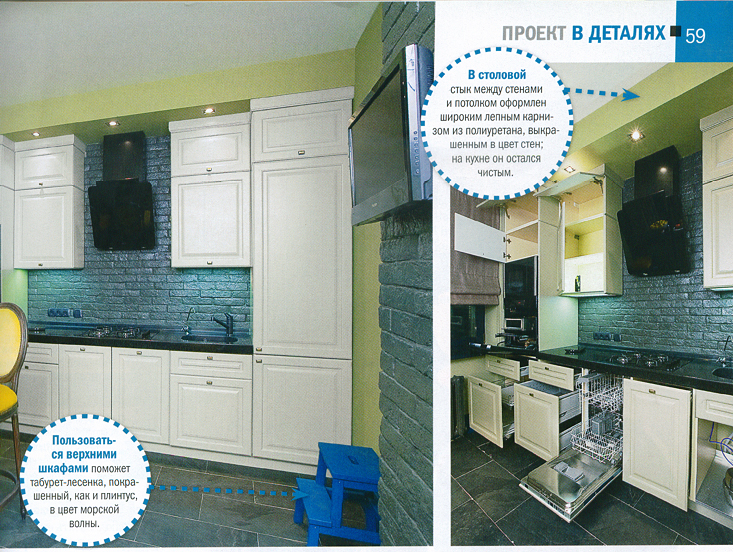 ПРОЕКТ В ДЕТАЛЯХ 59
В столовой
стык между стенами
и потолком оформлен
широким лепным карни-
зом из полиуретана, выкра-
шенным в цвет стен;
на кухне он остался
чистым.
Пользовать-
ся верхними
шкафами поможет
табурет-лесенка, покра-
шенный, как и плинтус,
в цвет морской
волны.